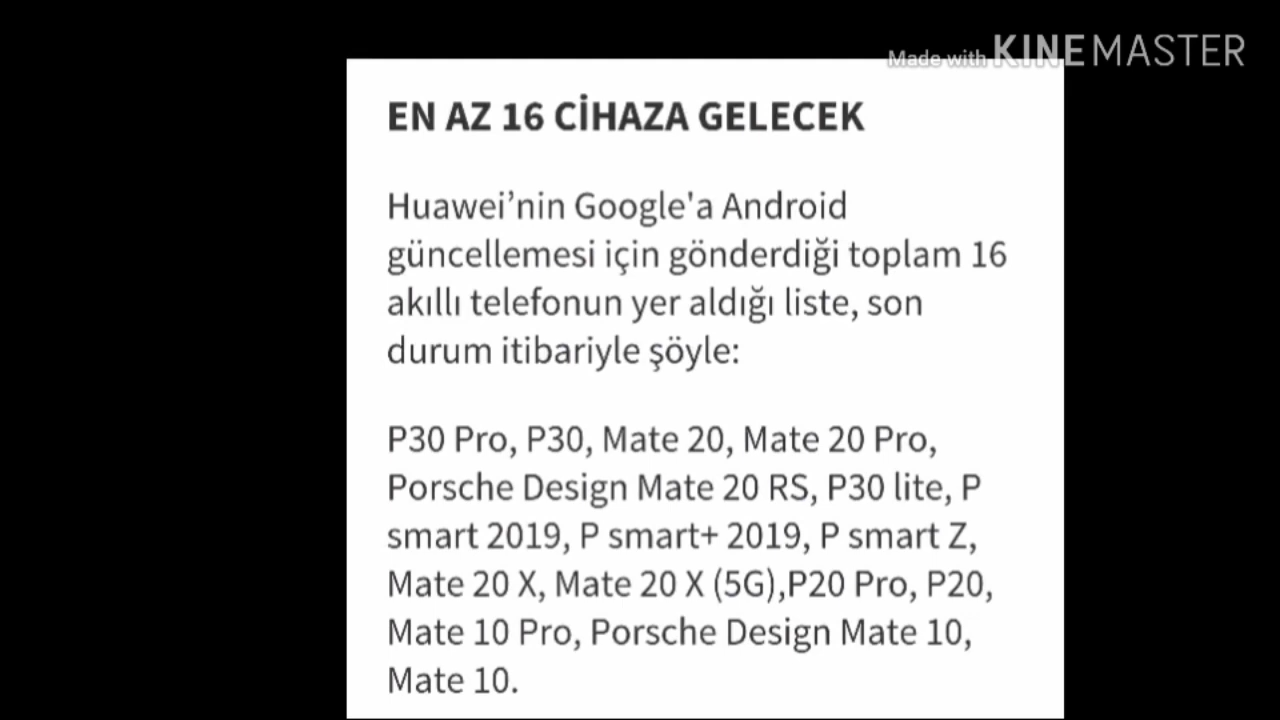 Made with KINEMASTER
EN AZ 16 CİHAZA GELECEK
Huawei’nin Google'a Android
güncellemesi için gönderdiği toplam 16
akıllı telefonun yer aldığı liste, son
durum itibariyle şöyle:
P30 Pro, P30, Mate 20, Mate 20 Pro,
Porsche Design Mate 20 RS, P30 lite, P
smart 2019, P smart+ 2019, P smart Z,
Mate 20 X, Mate 20 X (5G),P20 Pro, P20,
Mate 10 Pro, Porsche Design Mate 10,
Mate 10.